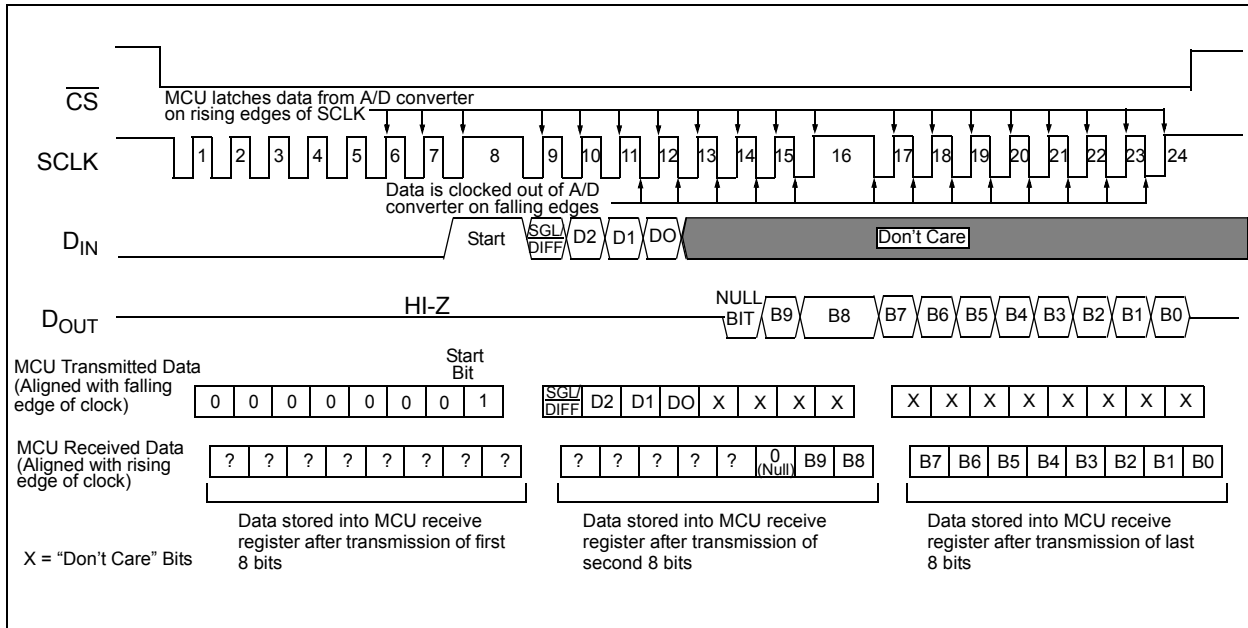 CS
MCU latches data from A/D converter
on rising edges of SCLK
SCLK
1 2 3 4 5 6 7 8 9 10 11 12 13 14 15 16 17 18 19 20 21 22 23 24
Data is clocked out of A/D
converter on falling edges
DIN
Start SGL/DIFF D2 D1 DO Don't Care
HI-Z
DOUT
NULL BIT B9 B8 B7 B6 B5 B4 B3 B2 B1 B0
MCU Transmitted Data
(Aligned with falling
edge of clock)
Start
Bit
0 0 0 0 0 0 0 1 SGL/DIFF D2 D1 DO X X X X X X X X X X X X
MCU Received Data
(Aligned with rising
edge of clock)
? ? ? ? ? ? ? ? ? ? ? ? ? 0 (Null) B9 B8 B7 B6 B5 B4 B3 B2 B1 B0
Data stored into MCU receive
register after transmission of first
8 bits
Data stored into MCU receive
register after transmission of
second 8 bits
Data stored into MCU receive
register after transmission of last
8 bits
X = "Don't Care" Bits